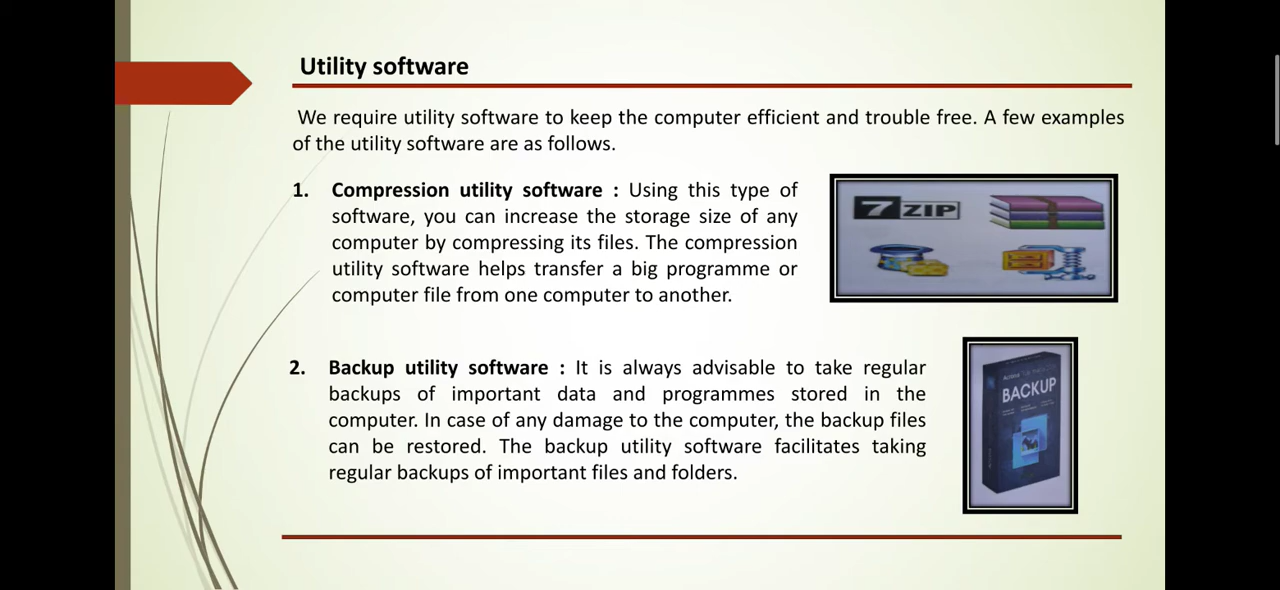 Utility software
We require utility software to keep the computer efficient and trouble free. A few examples
of the utility software are as follows.
1. Compression utility software : Using this type of
software, you can increase the storage size of any
computer by compressing its files. The compression
utility software helps transfer a big programme or
computer file from one computer to another.
7 ZIP
2. Backup utility software : It is always advisable to take regular
backups of important data and programmes stored in the
computer. In case of any damage to the computer, the backup files
can be restored. The backup utility software facilitates taking
regular backups of important files and folders.
BACKUP